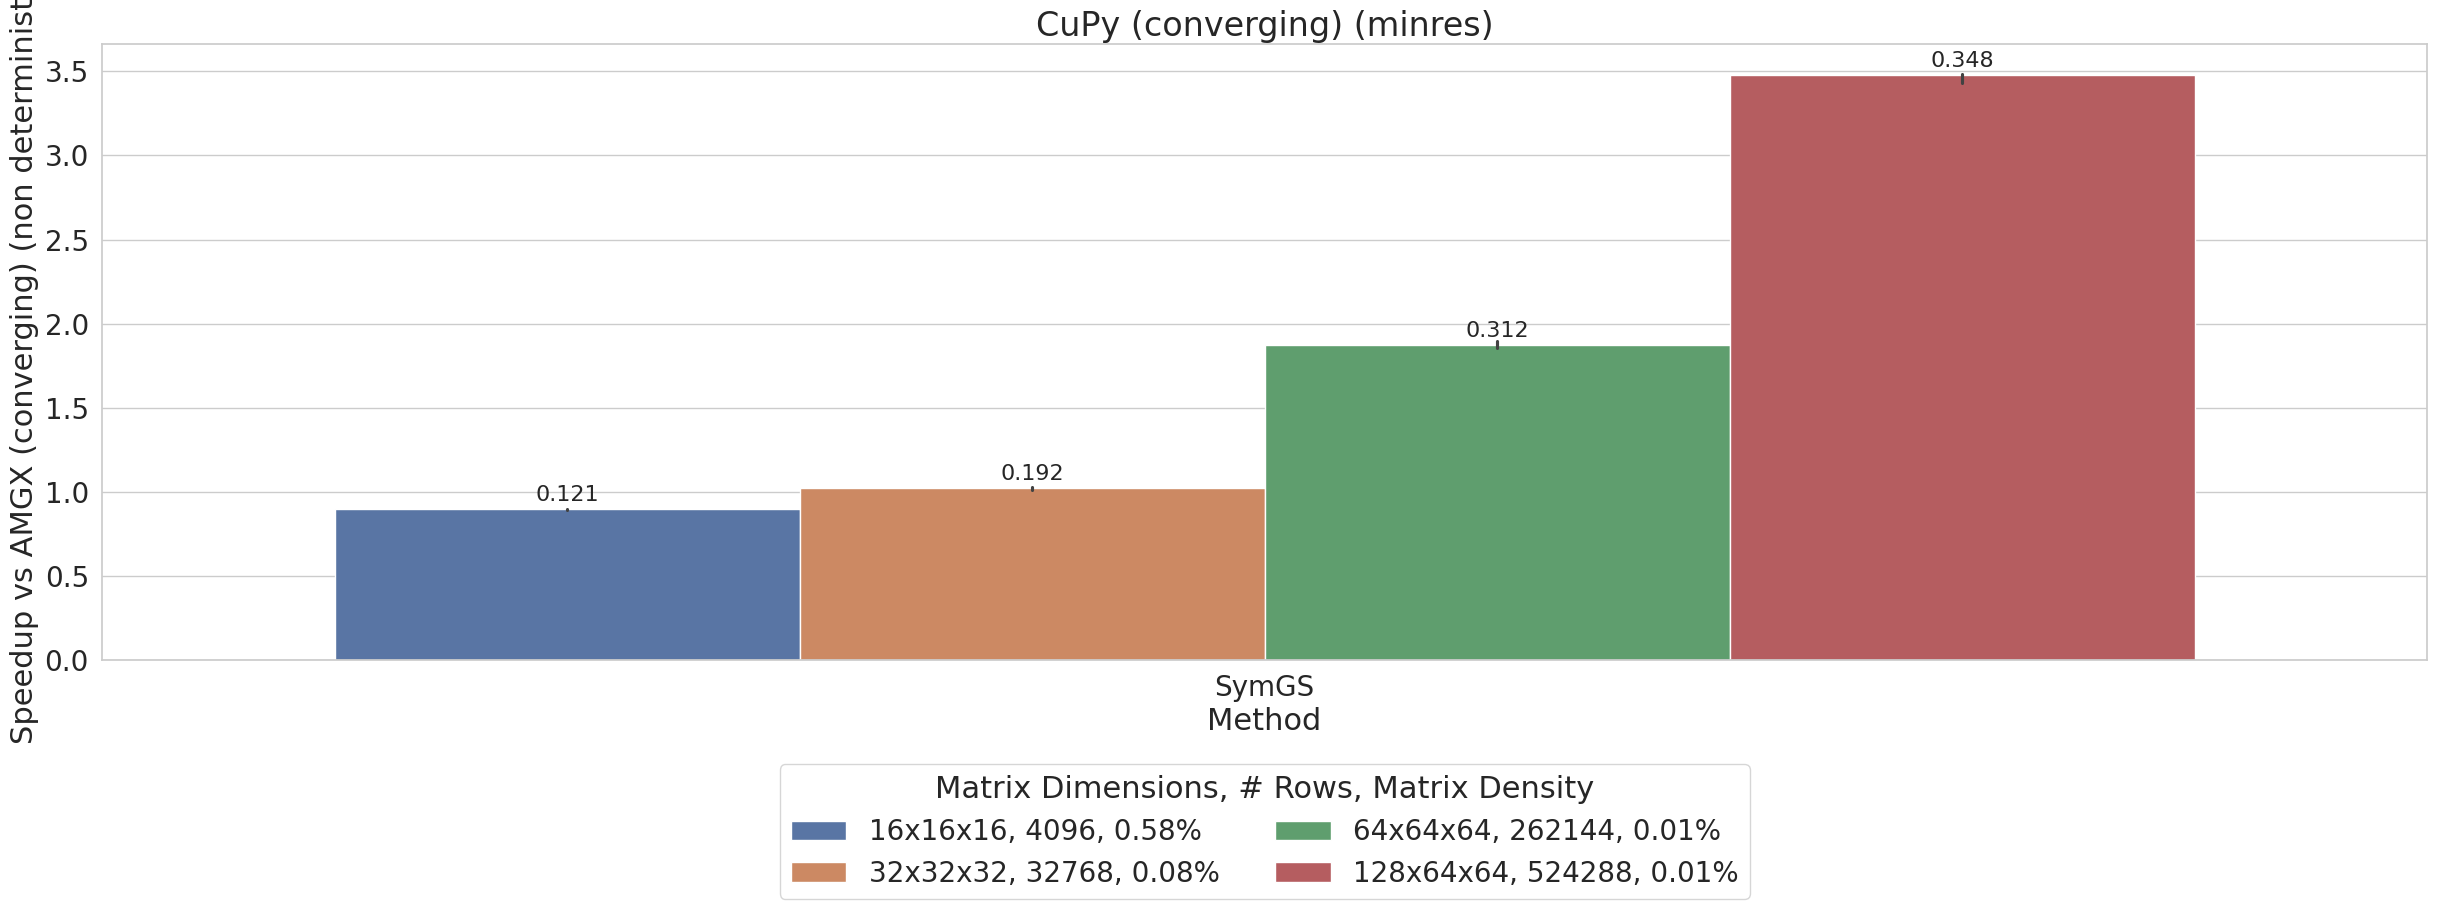 CuPy (converging) (minres)
Speedup vs AMGX (converging) (non determinist
3.5
3.0
2.5
2.0
1.5
1.0
0.5
0.0
0.121
0.192
0.312
0.348
SymGS
Method
Matrix Dimensions, # Rows, Matrix Density
16x16x16, 4096, 0.58%
32x32x32, 32768, 0.08%
64x64x64, 262144, 0.01%
128x64x64, 524288, 0.01%